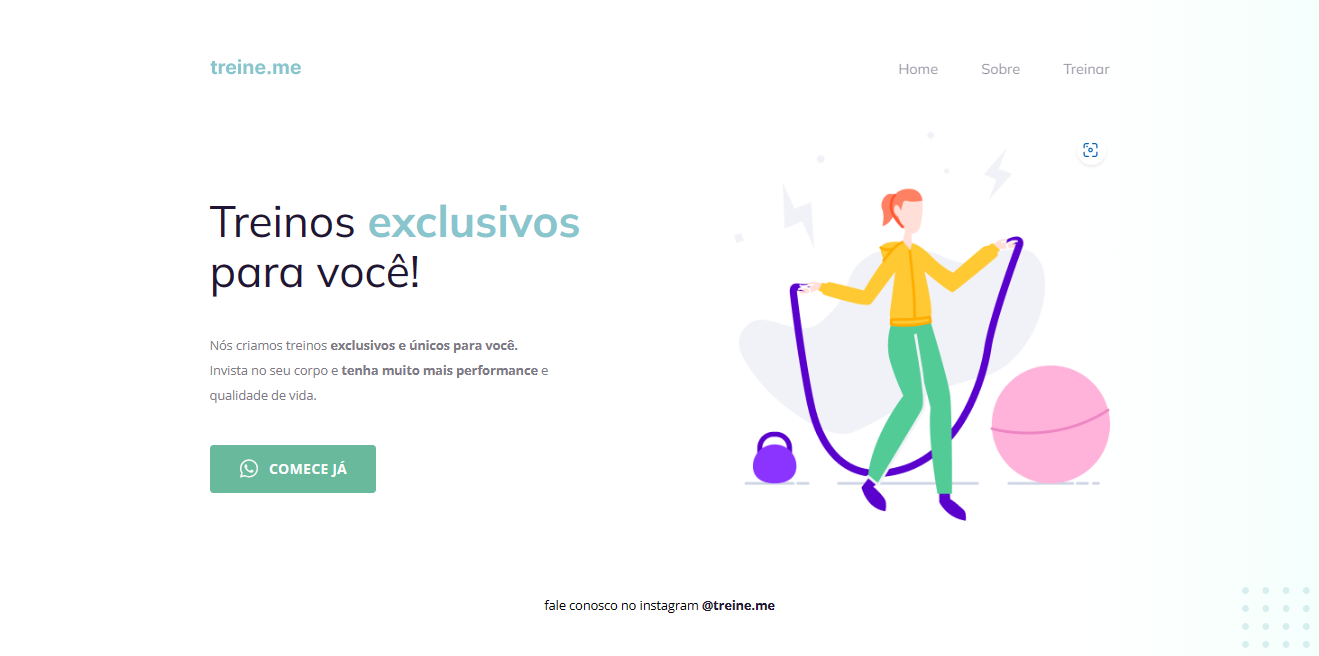 treine.me
Home
Sobre
Treinar
Treinos exclusivos
para você!
Nós criamos treinos exclusivos e únicos para você.
Invista no seu corpo e tenha muito mais performance e
qualidade de vida.
COMECE JÁ
fale conosco no instagram @treine.me